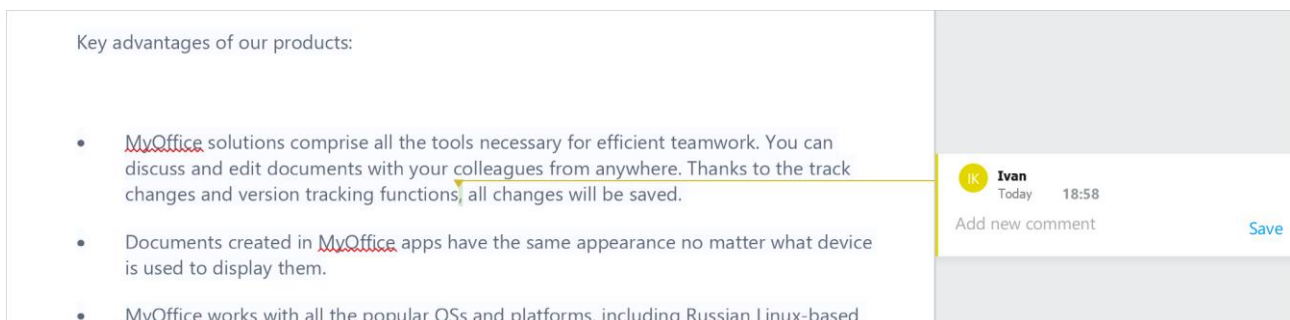 Key advantages of our products:
• MyOffice solutions comprise all the tools necessary for efficient teamwork. You can
discuss and edit documents with your colleagues from anywhere. Thanks to the track
changes and version tracking functions, all changes will be saved.
• Documents created in MyOffice apps have the same appearance no matter what device
is used to display them.
• MyOffice works with all the popular OSs and platforms, including Russian Linux-based
IK
Ivan
Today 18:58
Add new comment
Save